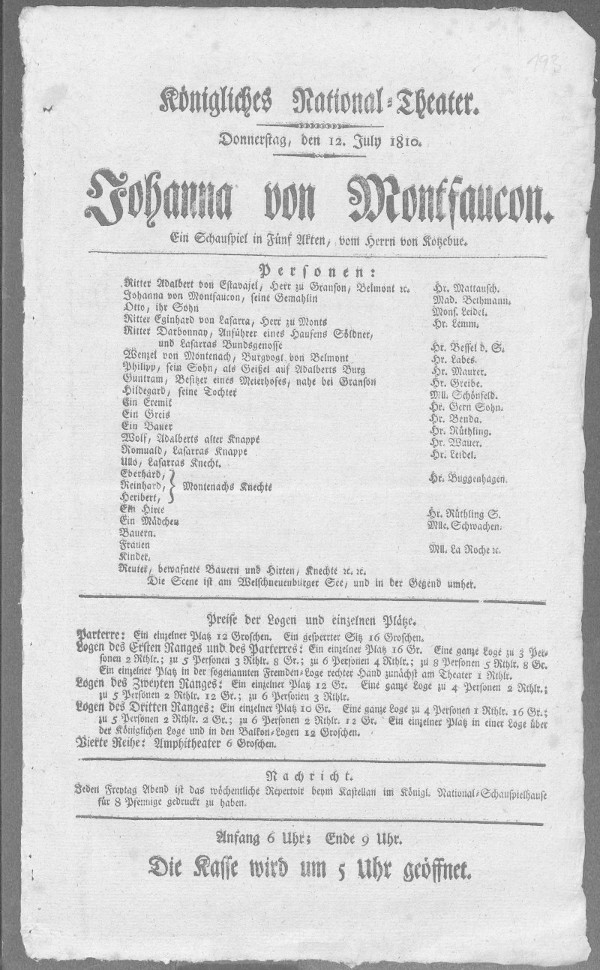 193
Königliches National-Theater.
Donnerstag, den 12. July 1810.
Johanna von Montfaucon.
Ein Schauspiel in Fünf Akten, vom Herrn von Kotzebue.
Personen:
Ritter Adalbert von Estavajel, Herr zu Granson, Belmont ꝛc. Hr. Mattausch.
Johanna von Montfaucon, seine Gemahlin Mad. Bethmann.
Otto, ihr Sohn Mons. Leidel.
Ritter Eginhard von Lasarra, Herr zu Monts Hr. Lemm.
Ritter Darbonnay, Anführer eines Haufens Söldner,
und Lasarras Bundsgenosse Hr. Bessel d. S.
Wenzel von Montenach, Burgvogt von Belmont Hr. Labes.
Philipp, sein Sohn, als Geißel auf Adalberts Burg Hr. Maurer.
Guntram, Besitzer eines Meierhofes, nahe bei Granson Hr. Greibe.
Hildegard, seine Tochter Mll. Schönfeld.
Ein Eremit Hr. Gern Sohn.
Ein Greis Hr. Benda.
Ein Bauer Hr. Rüthling.
Wolf, Adalberts alter Knappe Hr. Wauer.
Romuald, Lasarras Knappe Hr. Leidel.
Ullo, Lasarras Knecht.
Eberhard,
Reinhard, } Montenachs Knechte Hr. Buggenhagen.
Heribert,
Ein Hirte Hr. Rüthling S.
Ein Mädchen Mlle. Schwachen.
Bauern.
Frauen Mll. La Roche ꝛc.
Kinder.
Reuter, bewafnete Bauern und Hirten, Knechte ꝛc. ꝛc.
Die Scene ist am Welschneuenburger See, und in der Gegend umher.
Preise der Logen und einzelnen Plätze.
Parterre: Ein einzelner Platz 12 Groschen. Ein gesperrter Sitz 16 Groschen.
Logen des Ersten Ranges und des Parterres: Ein einzelner Platz 16 Gr. Eine ganze Loge zu 3 Per-
sonen 2 Rthlr.; zu 5 Personen 3 Rthlr. 8 Gr.; zu 6 Personen 4 Rthlr.; zu 8 Personen 5 Rthlr. 8 Gr.
Ein einzelner Platz in der sogenannten Fremden-Loge rechter Hand zunächst am Theater 1 Rthlr.
Logen des Zweyten Ranges: Ein einzelner Platz 12 Gr. Eine ganze Loge zu 4 Personen 2 Rthlr.;
zu 5 Personen 2 Rthlr. 12 Gr.; zu 6 Personen 3 Rthlr.
Logen des Dritten Ranges: Ein einzelner Platz 10 Gr. Eine ganze Loge zu 4 Personen 1 Rthlr. 16 Gr.;
zu 5 Personen 2 Rthlr. 2 Gr.; zu 6 Personen 2 Rthlr. 12 Gr. Ein einzelner Platz in einer Loge über
der Königlichen Loge und in den Balkon-Logen 12 Groschen.
Vierte Reihe: Amphitheater 6 Groschen.
Nachricht.
Jeden Freytag Abend ist das wöchentliche Repertoir beym Kastellan im Königl. National-Schauspielhause
für 8 Pfennige gedruckt zu haben.
Anfang 6 Uhr; Ende 9 Uhr.
Die Kasse wird um 5 Uhr geöffnet.